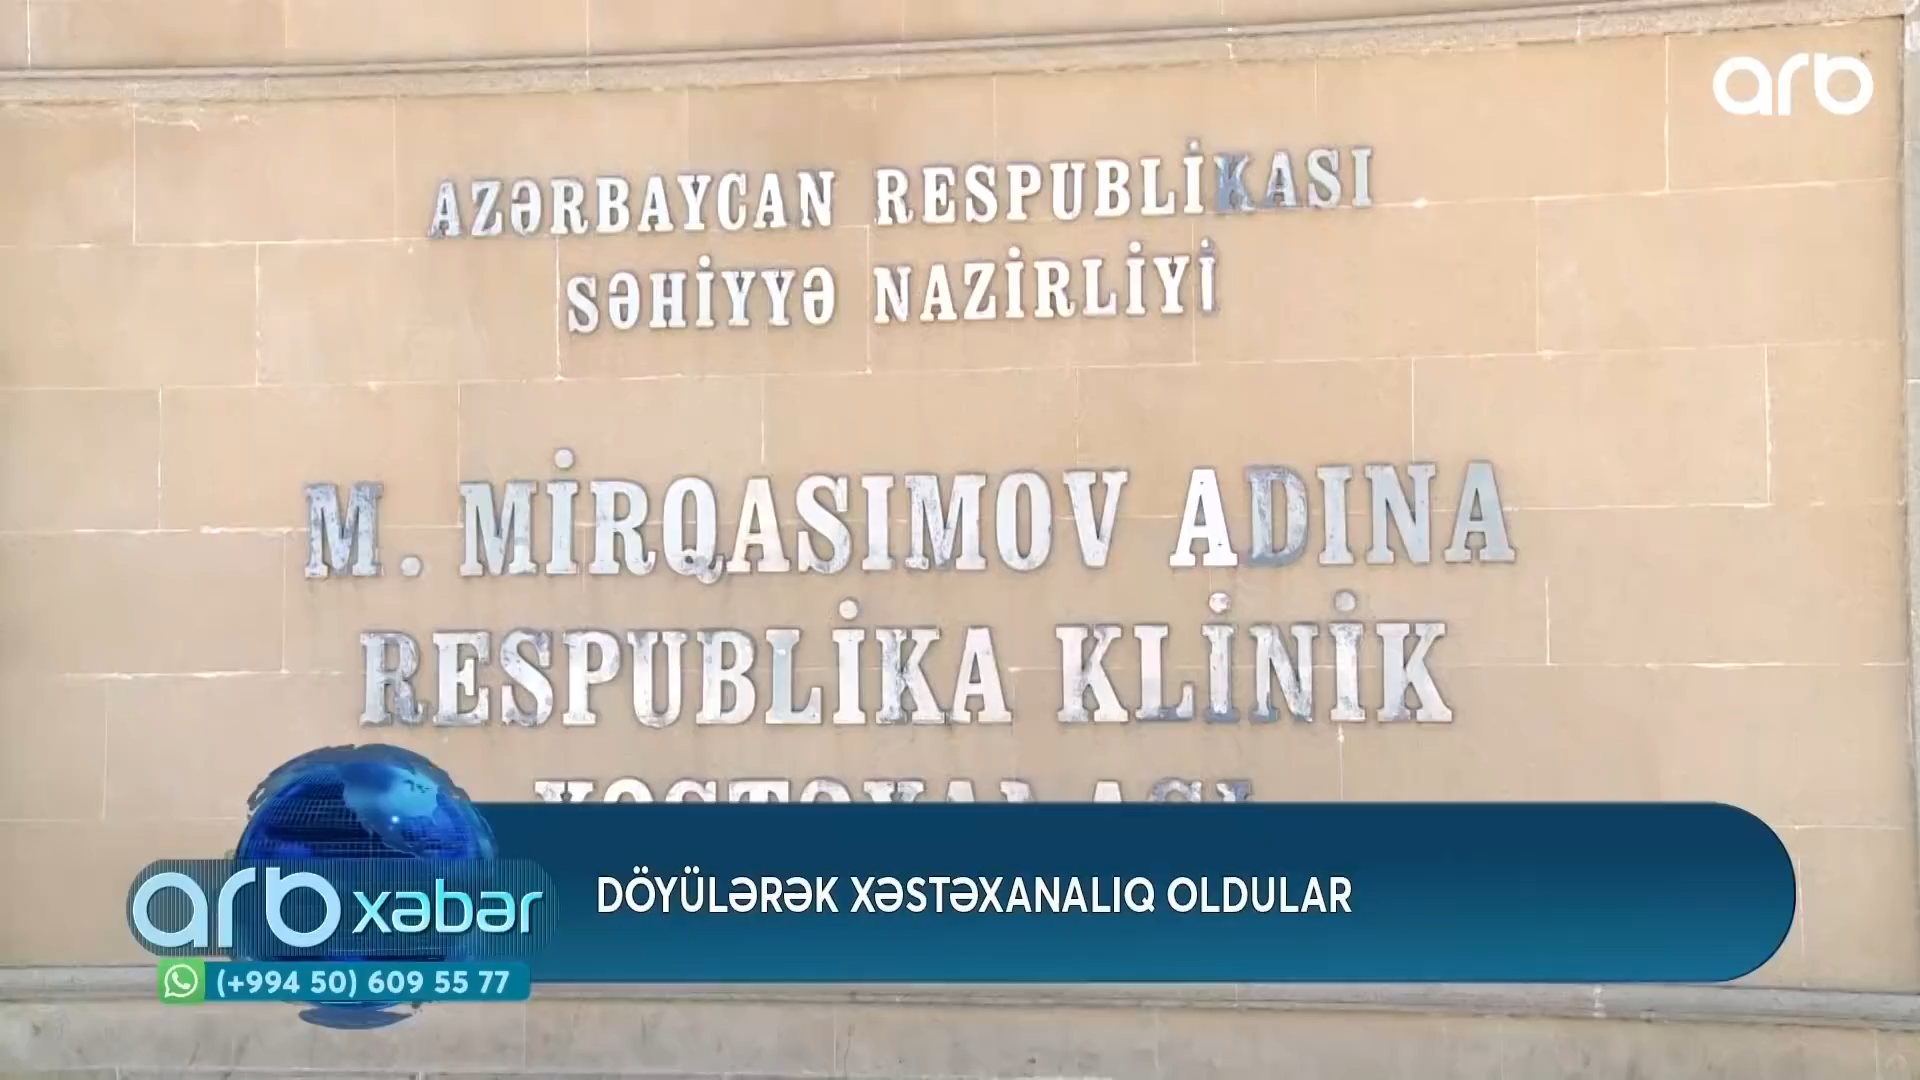 arb
AZƏRBAYCAN RESPUBLİKASI
SƏHİYYƏ NAZİRLİYİ
M. MİRQASIMOV ADINA
RESPUBLİKA KLİNİK
DÖYÜLƏRƏK XƏSTƏXANALIQ OLDULAR
arb xəbər
(+994 50) 609 55 77